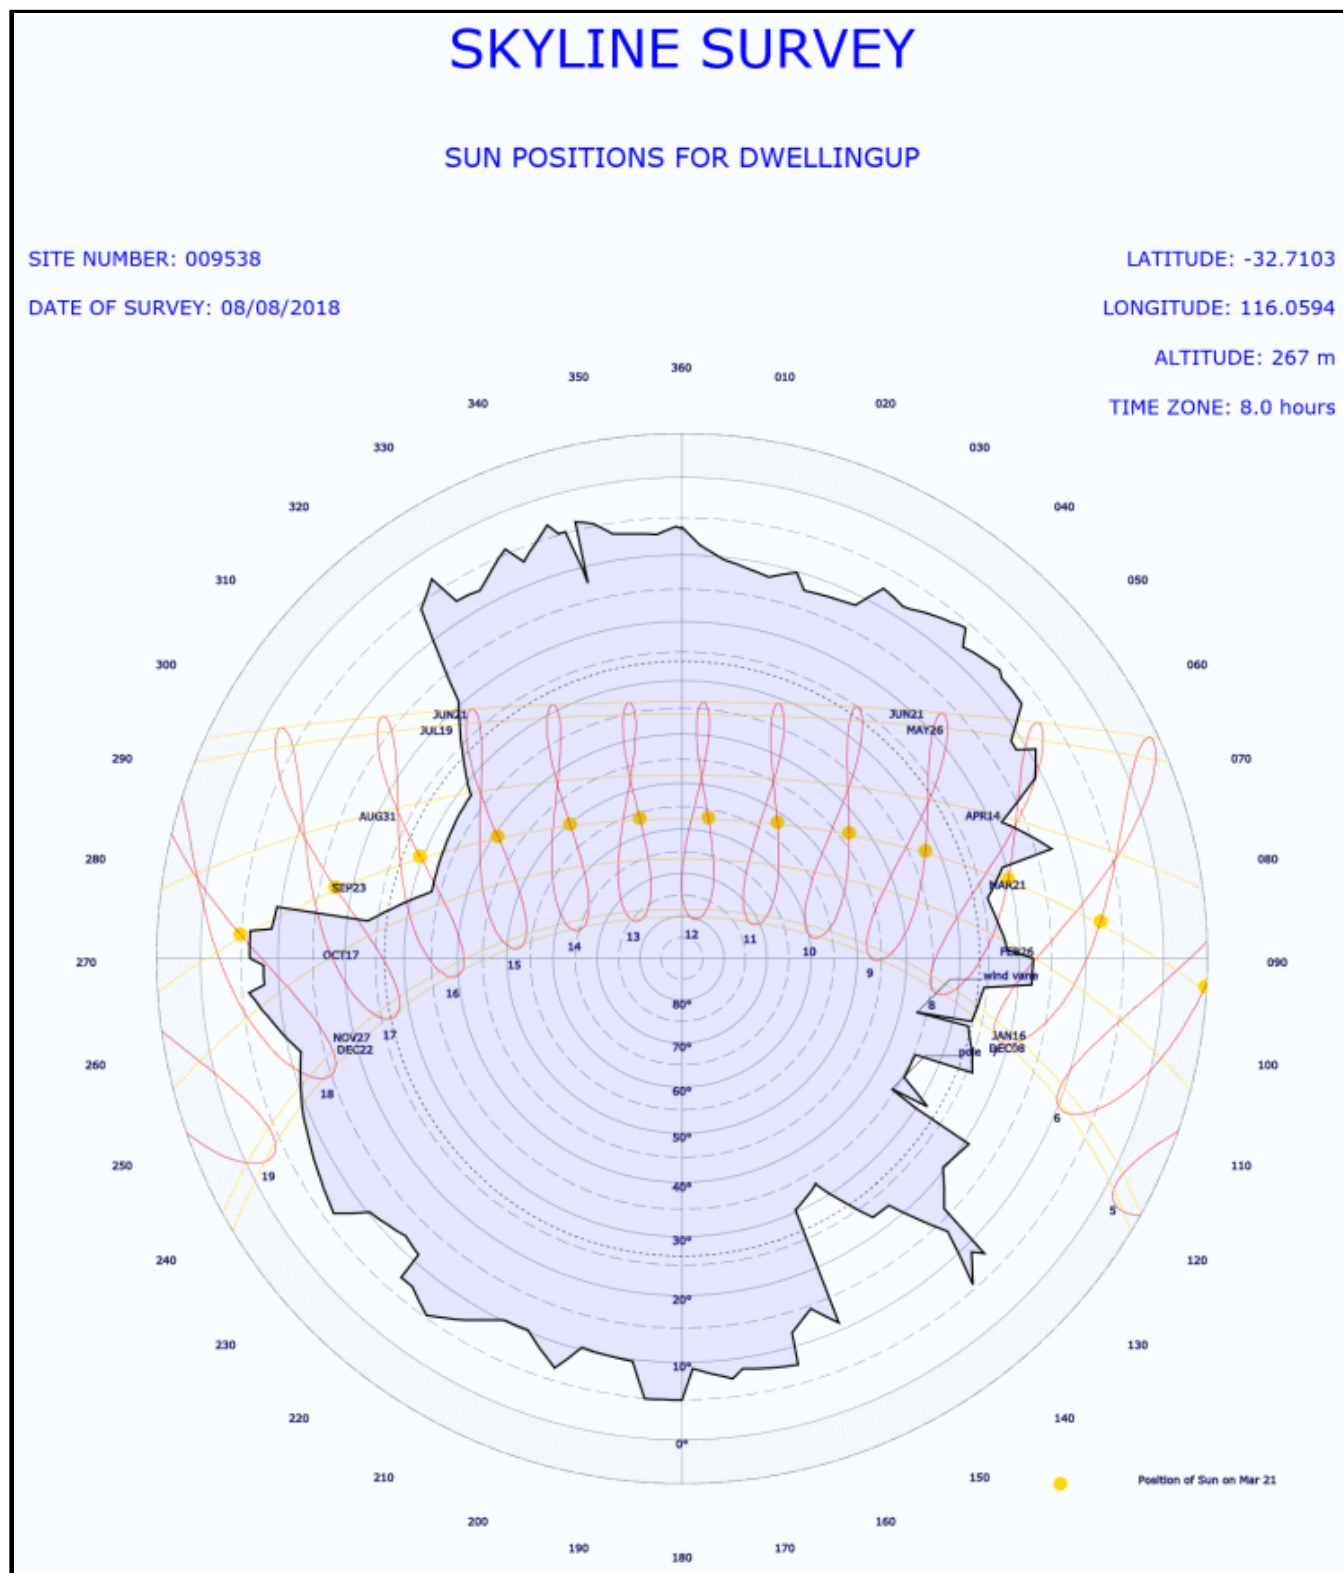 SKYLINE SURVEY
SUN POSITIONS FOR DWELLINGUP
SITE NUMBER: 009538
LATITUDE: -32.7103
DATE OF SURVEY: 08/08/2018
LONGITUDE: 116.0594
ALTITUDE: 267 m
TIME ZONE: 8.0 hours
360
350
010
340
020
330
030
320
040
310
050
300
060
JUN21
JUN21
JUL19
MAY26
290
070
AUG31
APR14
280
080
SEP23
MAR21
12
13
11
14
10
15
OCT17
FEB26
270
090
9
wind vane
16
8
80°
17
NOV27
JAN16
DEC22
DEC08
70°
pole
260
100
60°
18
6
50°
250
110
19
40°
5
30°
240
120
20°
230
130
10°
220
140
0°
210
150
Position of Sun on Mar 21
200
160
190
170
180